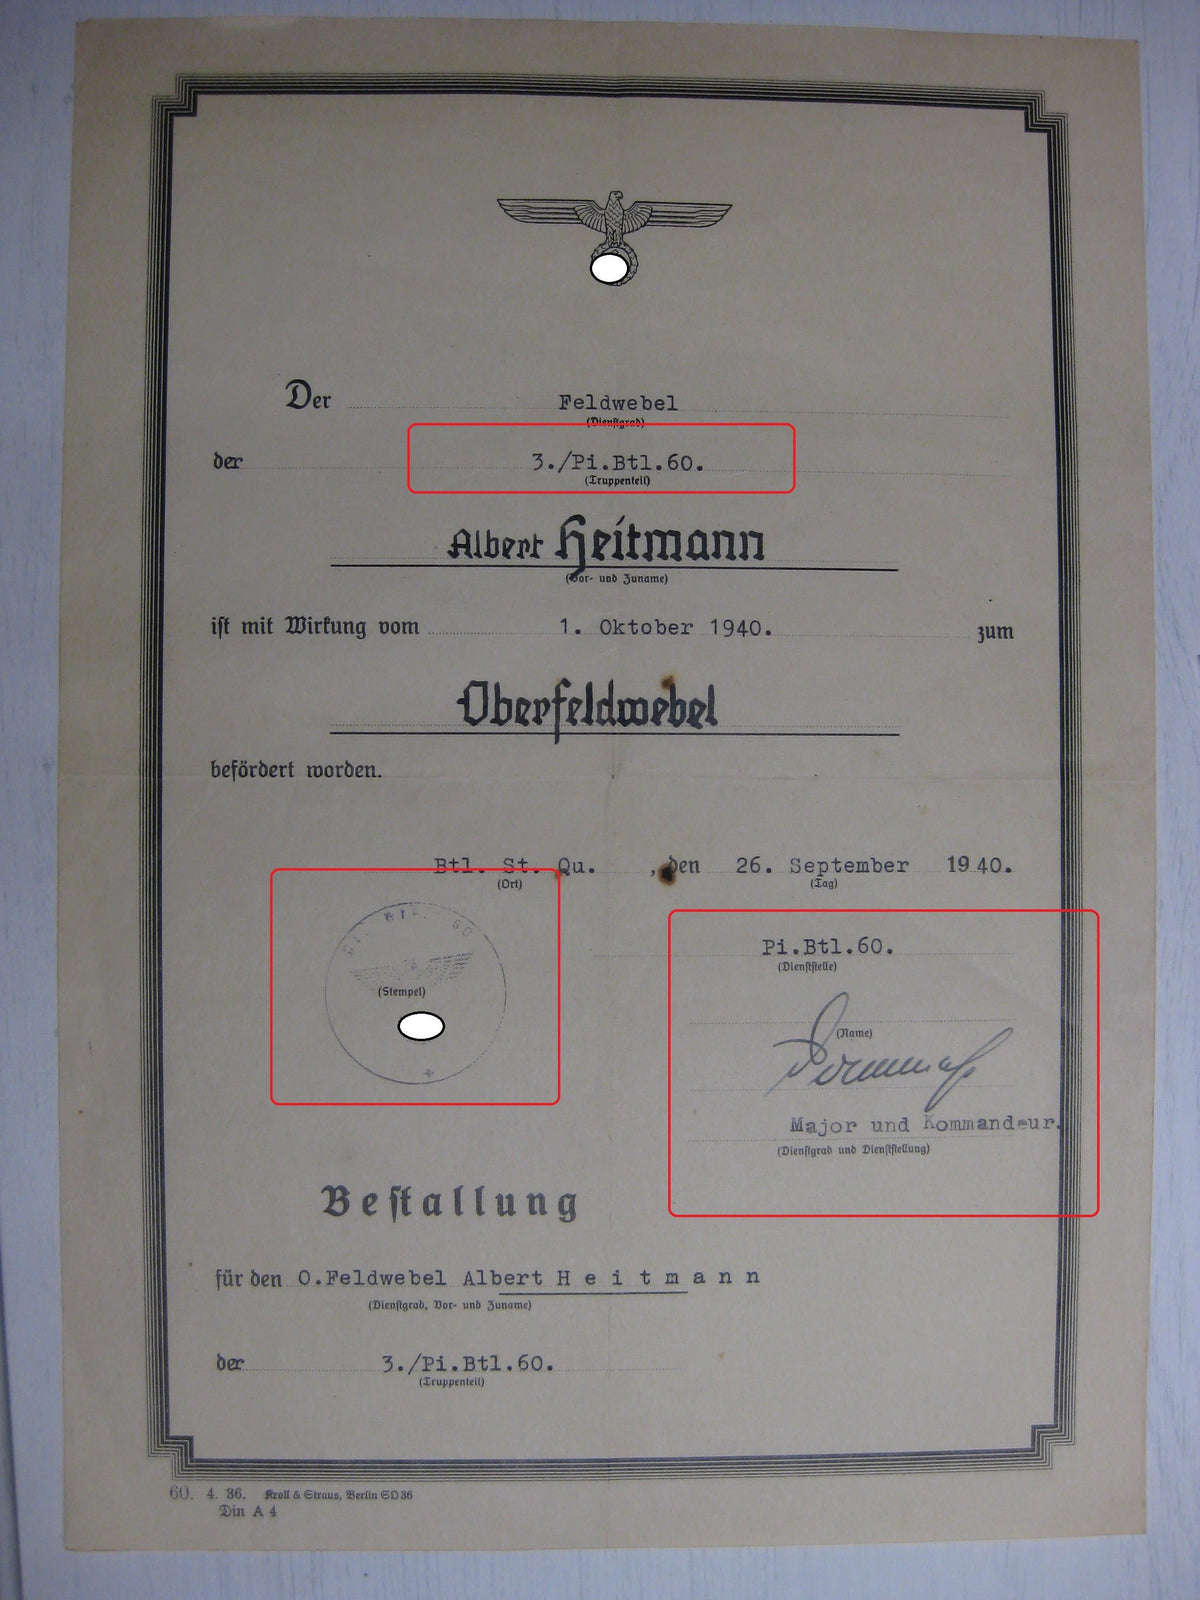 Der Feldwebel
(Dienstgrad)
der 3./Pi.Btl.60.
(Truppenteil)
Albert Heitmann
(Vor- und Zuname)
ist mit Wirkung vom 1. Oktober 1940. zum
Oberfeldwebel
befördert worden.
Btl. St. Qu. , den 26. September 1940.
(Ort) (Tag)
Pi. Btl. 60
(Stempel)
Pi.Btl.60.
(Dienststelle)
(Name)
Major und Kommandeur.
(Dienstgrad und Dienststellung)
Bestallung
für den O.Feldwebel Albert H e i t m a n n
(Dienstgrad, Vor- und Zuname)
der 3./Pi.Btl.60.
(Truppenteil)
60. 4. 36. Kroll & Straus, Berlin SO 36
Din A 4